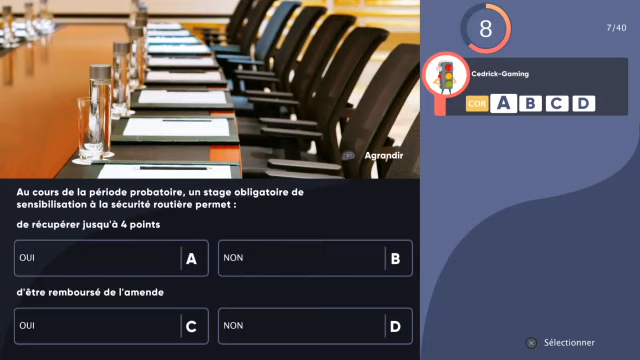 8
7/40
Cedrick-Gaming
COR A B C D
Agrandir
Au cours de la période probatoire, un stage obligatoire de
sensibilisation à la sécurité routière permet :
de récupérer jusqu'à 4 points
OUI A NON B
d'être remboursé de l'amende
OUI C NON D
Sélectionner